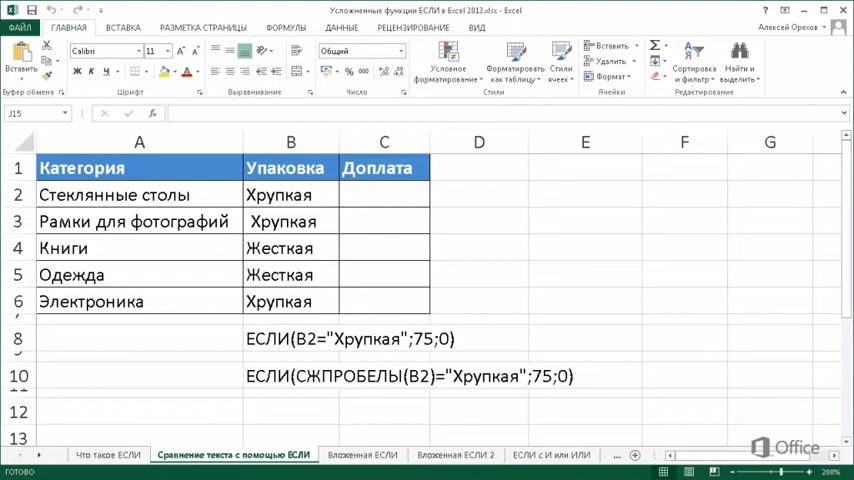 Усложненные функции ЕСЛИ в Excel 2013.xlsx - Excel
ФАЙЛ ГЛАВНАЯ ВСТАВКА РАЗМЕТКА СТРАНИЦЫ ФОРМУЛЫ ДАННЫЕ РЕЦЕНЗИРОВАНИЕ ВИД Алексей Орехов
Вставить
Calibri 11
Ж К Ч
Общий
% 000
Условное форматирование
Форматировать как таблицу
Стили ячеек
Вставить
Удалить
Формат
Сортировка и фильтр
Найти и выделить
Буфер обмена Шрифт Выравнивание Число Стили Ячейки Редактирование
J15 fx
A B C D E F G
1 Категория Упаковка Доплата
2 Стеклянные столы Хрупкая
3 Рамки для фотографий Хрупкая
4 Книги Жесткая
5 Одежда Жесткая
6 Электроника Хрупкая
8 ЕСЛИ(B2="Хрупкая";75;0)
10 ЕСЛИ(СЖПРОБЕЛЫ(B2)="Хрупкая";75;0)
12
13
Office
Что такое ЕСЛИ Сравнение текста с помощью ЕСЛИ Вложенная ЕСЛИ Вложенная ЕСЛИ 2 ЕСЛИ с И или ИЛИ ...
ГОТОВО 208%